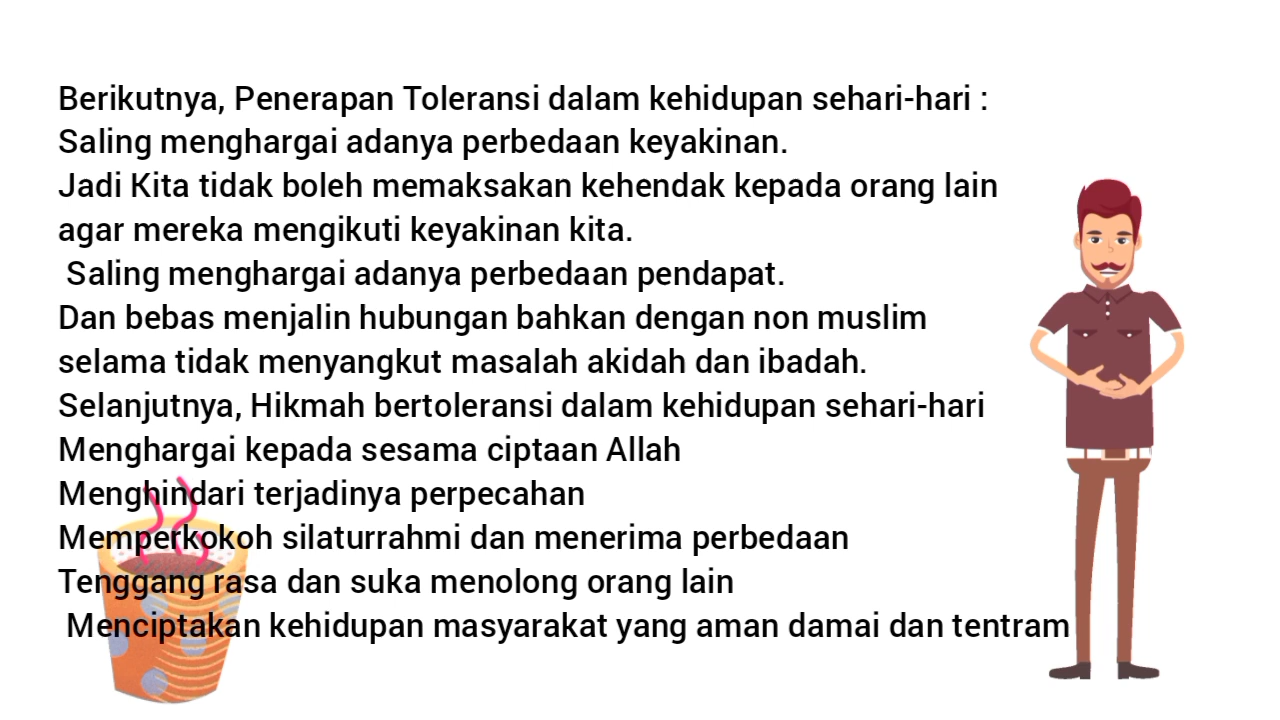 Berikutnya, Penerapan Toleransi dalam kehidupan sehari-hari :
Saling menghargai adanya perbedaan keyakinan.
Jadi Kita tidak boleh memaksakan kehendak kepada orang lain
agar mereka mengikuti keyakinan kita.
Saling menghargai adanya perbedaan pendapat.
Dan bebas menjalin hubungan bahkan dengan non muslim
selama tidak menyangkut masalah akidah dan ibadah.
Selanjutnya, Hikmah bertoleransi dalam kehidupan sehari-hari
Menghargai kepada sesama ciptaan Allah
Menghindari terjadinya perpecahan
Memperkokoh silaturrahmi dan menerima perbedaan
Tenggang rasa dan suka menolong orang lain
Menciptakan kehidupan masyarakat yang aman damai dan tentram